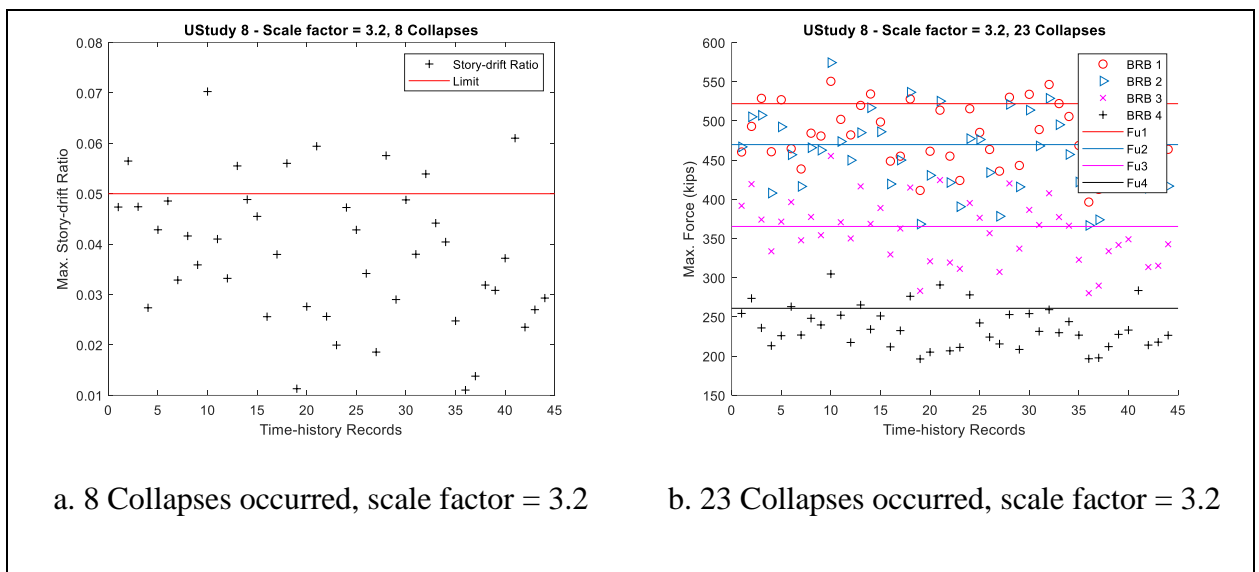 UStudy 8 - Scale factor = 3.2, 8 Collapses
0.08
0.07
0.06
0.05
0.04
0.03
0.02
0.01
Max. Story-drift Ratio
Story-drift Ratio
Limit
0 5 10 15 20 25 30 35 40 45
Time-history Records
a. 8 Collapses occurred, scale factor = 3.2
UStudy 8 - Scale factor = 3.2, 23 Collapses
600
550
500
450
400
350
300
250
200
150
Max. Force (kips)
BRB 1
BRB 2
BRB 3
BRB 4
Fu1
Fu2
Fu3
Fu4
0 5 10 15 20 25 30 35 40 45
Time-history Records
b. 23 Collapses occurred, scale factor = 3.2